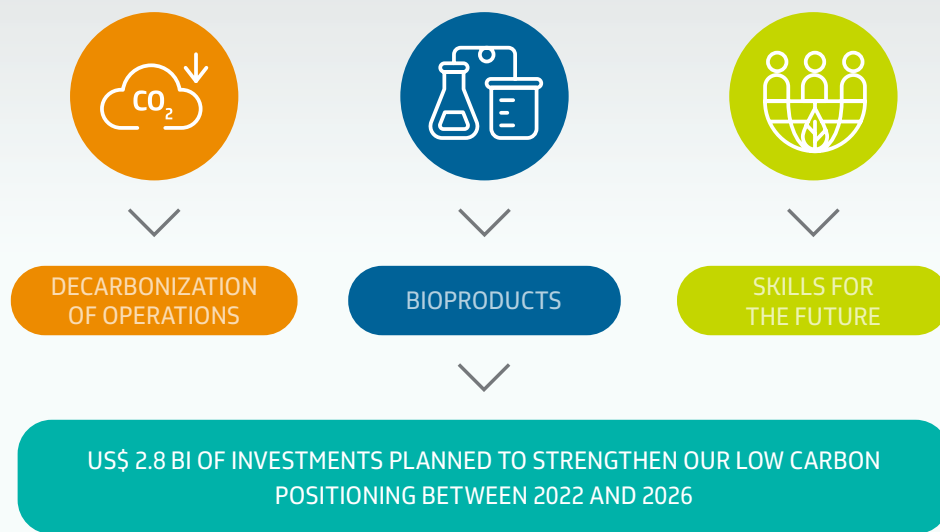 CO₂
DECARBONIZATION
OF OPERATIONS
BIOPRODUCTS
SKILLS FOR
THE FUTURE
US$ 2.8 BI OF INVESTMENTS PLANNED TO STRENGTHEN OUR LOW CARBON
POSITIONING BETWEEN 2022 AND 2026